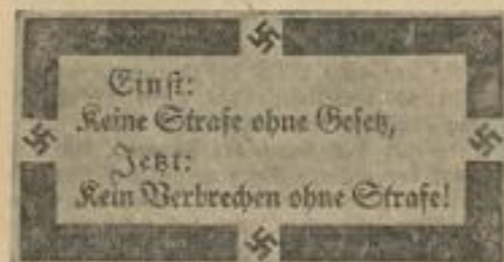 Einst:
Keine Strafe ohne Gesetz,
Jetzt:
Kein Verbrechen ohne Strafe!